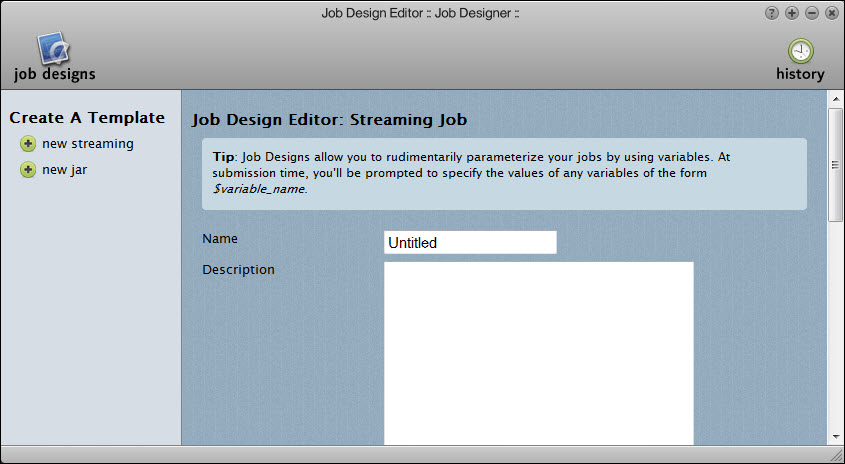 Job Design Editor :: Job Designer ::
job designs
history
Create A Template
new streaming
new jar
Job Design Editor: Streaming Job
Tip: Job Designs allow you to rudimentarily parameterize your jobs by using variables. At
submission time, you'll be prompted to specify the values of any variables of the form
$variable_name.
Name
Untitled
Description